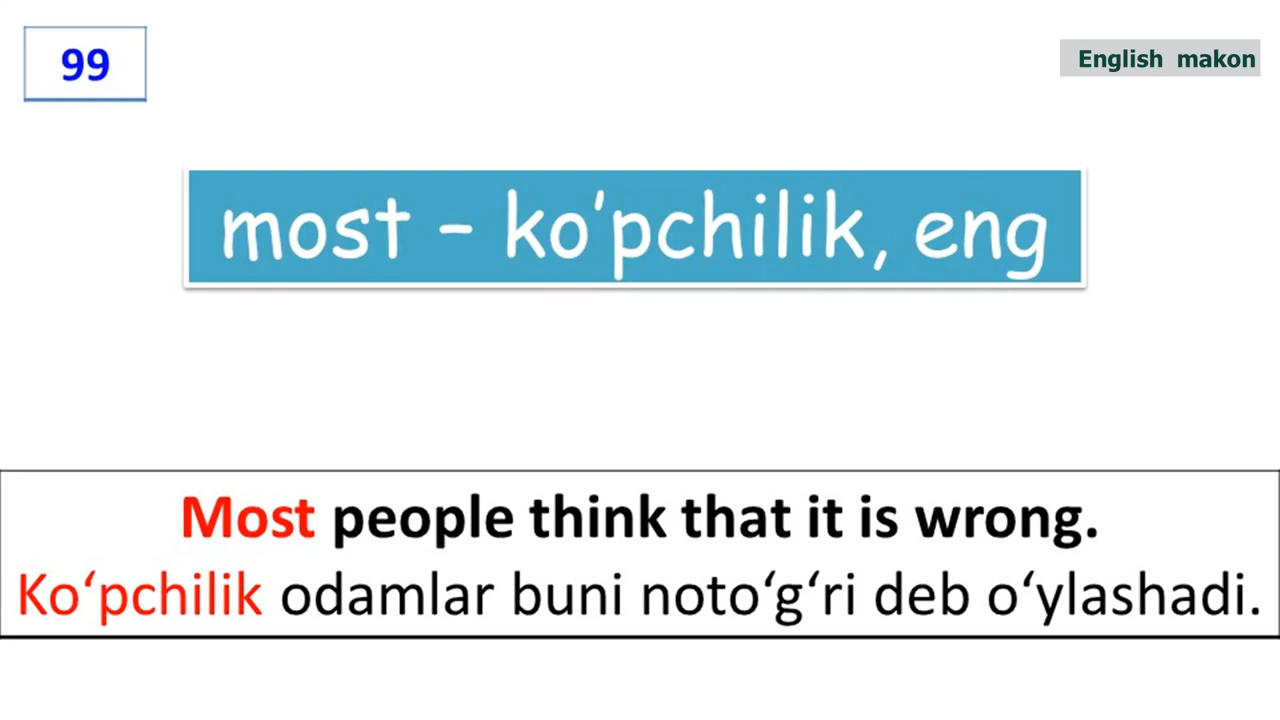 99
English makon
most – ko'pchilik, eng
Most people think that it is wrong.
Ko‘pchilik odamlar buni noto‘g‘ri deb o‘ylashadi.